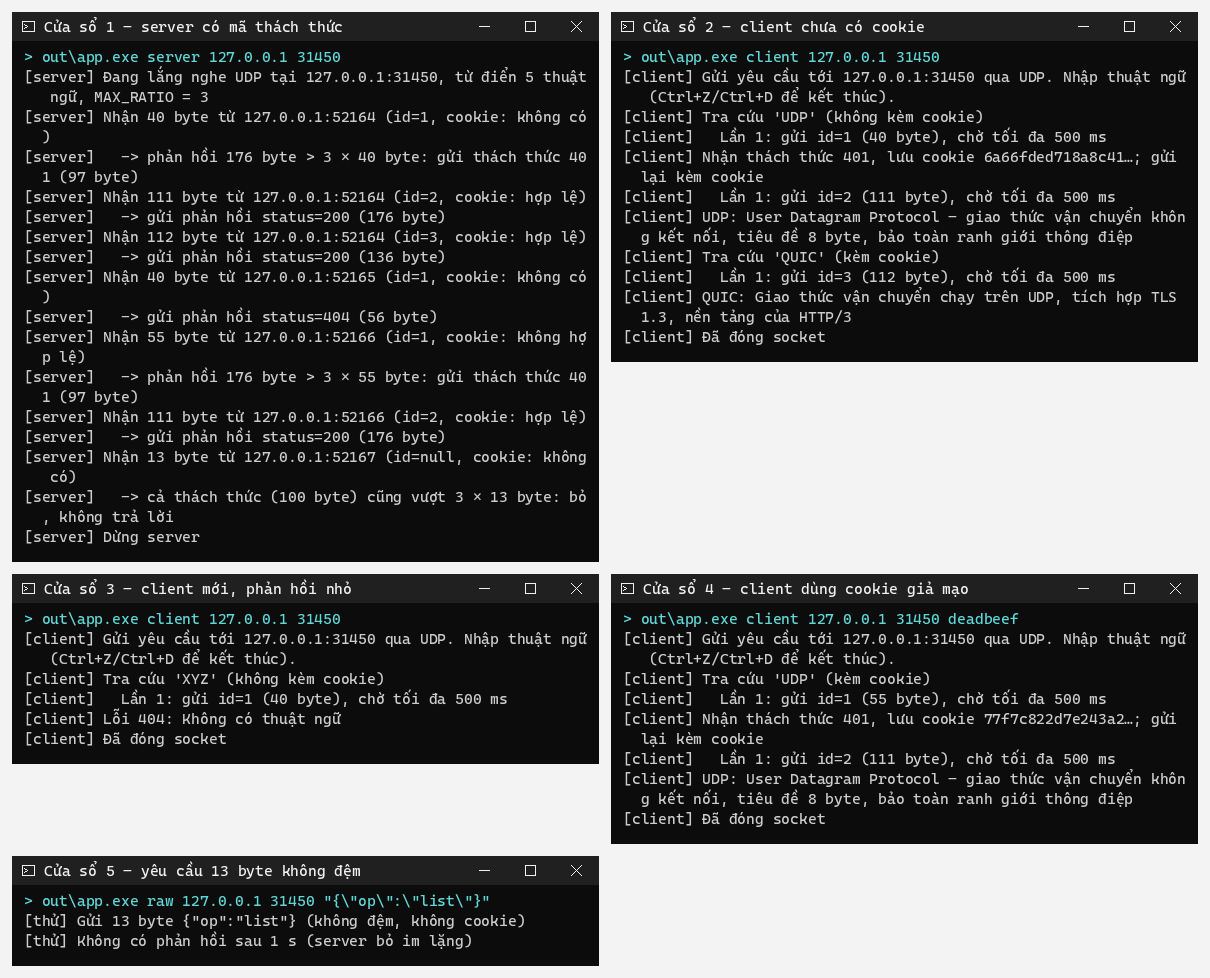 Cửa sổ 1 — server có mã thách thức
> out\app.exe server 127.0.0.1 31450
[server] Đang lắng nghe UDP tại 127.0.0.1:31450, từ điển 5 thuật
ngữ, MAX_RATIO = 3
[server] Nhận 40 byte từ 127.0.0.1:52164 (id=1, cookie: không có
)
[server]   -> phản hồi 176 byte > 3 × 40 byte: gửi thách thức 40
1 (97 byte)
[server] Nhận 111 byte từ 127.0.0.1:52164 (id=2, cookie: hợp lệ)
[server]   -> gửi phản hồi status=200 (176 byte)
[server] Nhận 112 byte từ 127.0.0.1:52164 (id=3, cookie: hợp lệ)
[server]   -> gửi phản hồi status=200 (136 byte)
[server] Nhận 40 byte từ 127.0.0.1:52165 (id=1, cookie: không có
)
[server]   -> gửi phản hồi status=404 (56 byte)
[server] Nhận 55 byte từ 127.0.0.1:52166 (id=1, cookie: không hợ
p lệ)
[server]   -> phản hồi 176 byte > 3 × 55 byte: gửi thách thức 40
1 (97 byte)
[server] Nhận 111 byte từ 127.0.0.1:52166 (id=2, cookie: hợp lệ)
[server]   -> gửi phản hồi status=200 (176 byte)
[server] Nhận 13 byte từ 127.0.0.1:52167 (id=null, cookie: không
có)
[server]   -> cả thách thức (100 byte) cũng vượt 3 × 13 byte: bỏ
, không trả lời
[server] Dừng server
Cửa sổ 2 — client chưa có cookie
> out\app.exe client 127.0.0.1 31450
[client] Gửi yêu cầu tới 127.0.0.1:31450 qua UDP. Nhập thuật ngữ
(Ctrl+Z/Ctrl+D để kết thúc).
[client] Tra cứu 'UDP' (không kèm cookie)
[client]   Lần 1: gửi id=1 (40 byte), chờ tối đa 500 ms
[client] Nhận thách thức 401, lưu cookie 6a66fded718a8c41…; gửi
lại kèm cookie
[client]   Lần 1: gửi id=2 (111 byte), chờ tối đa 500 ms
[client] UDP: User Datagram Protocol — giao thức vận chuyển khôn
g kết nối, tiêu đề 8 byte, bảo toàn ranh giới thông điệp
[client] Tra cứu 'QUIC' (kèm cookie)
[client]   Lần 1: gửi id=3 (112 byte), chờ tối đa 500 ms
[client] QUIC: Giao thức vận chuyển chạy trên UDP, tích hợp TLS
1.3, nền tảng của HTTP/3
[client] Đã đóng socket
Cửa sổ 3 — client mới, phản hồi nhỏ
> out\app.exe client 127.0.0.1 31450
[client] Gửi yêu cầu tới 127.0.0.1:31450 qua UDP. Nhập thuật ngữ
(Ctrl+Z/Ctrl+D để kết thúc).
[client] Tra cứu 'XYZ' (không kèm cookie)
[client]   Lần 1: gửi id=1 (40 byte), chờ tối đa 500 ms
[client] Lỗi 404: Không có thuật ngữ
[client] Đã đóng socket
Cửa sổ 4 — client dùng cookie giả mạo
> out\app.exe client 127.0.0.1 31450 deadbeef
[client] Gửi yêu cầu tới 127.0.0.1:31450 qua UDP. Nhập thuật ngữ
(Ctrl+Z/Ctrl+D để kết thúc).
[client] Tra cứu 'UDP' (kèm cookie)
[client]   Lần 1: gửi id=1 (55 byte), chờ tối đa 500 ms
[client] Nhận thách thức 401, lưu cookie 77f7c822d7e243a2…; gửi
lại kèm cookie
[client]   Lần 1: gửi id=2 (111 byte), chờ tối đa 500 ms
[client] UDP: User Datagram Protocol — giao thức vận chuyển khôn
g kết nối, tiêu đề 8 byte, bảo toàn ranh giới thông điệp
[client] Đã đóng socket
Cửa sổ 5 — yêu cầu 13 byte không đệm
> out\app.exe raw 127.0.0.1 31450 "{\"op\":\"list\"}"
[thử] Gửi 13 byte {"op":"list"} (không đệm, không cookie)
[thử] Không có phản hồi sau 1 s (server bỏ im lặng)